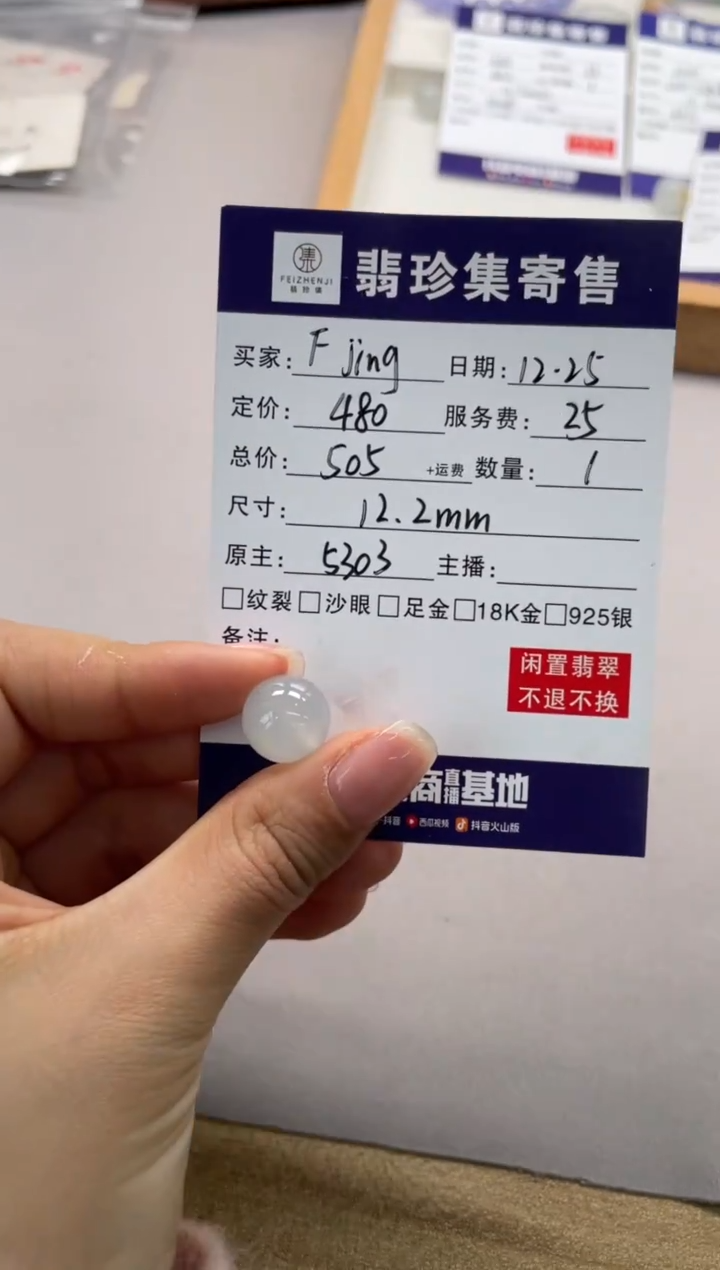 集
FEIZHENJI
翡珍集
翡珍集寄售
买家: F jing 日期: 12.25
定价: 480 服务费: 25
总价: 505 +运费 数量: 1
尺寸: 12.2mm
原主: 5303 主播:
□纹裂 □沙眼 □足金 □18K金 □925银
备注:
闲置翡翠
不退不换
商直播基地
抖音 西瓜视频 抖音火山版